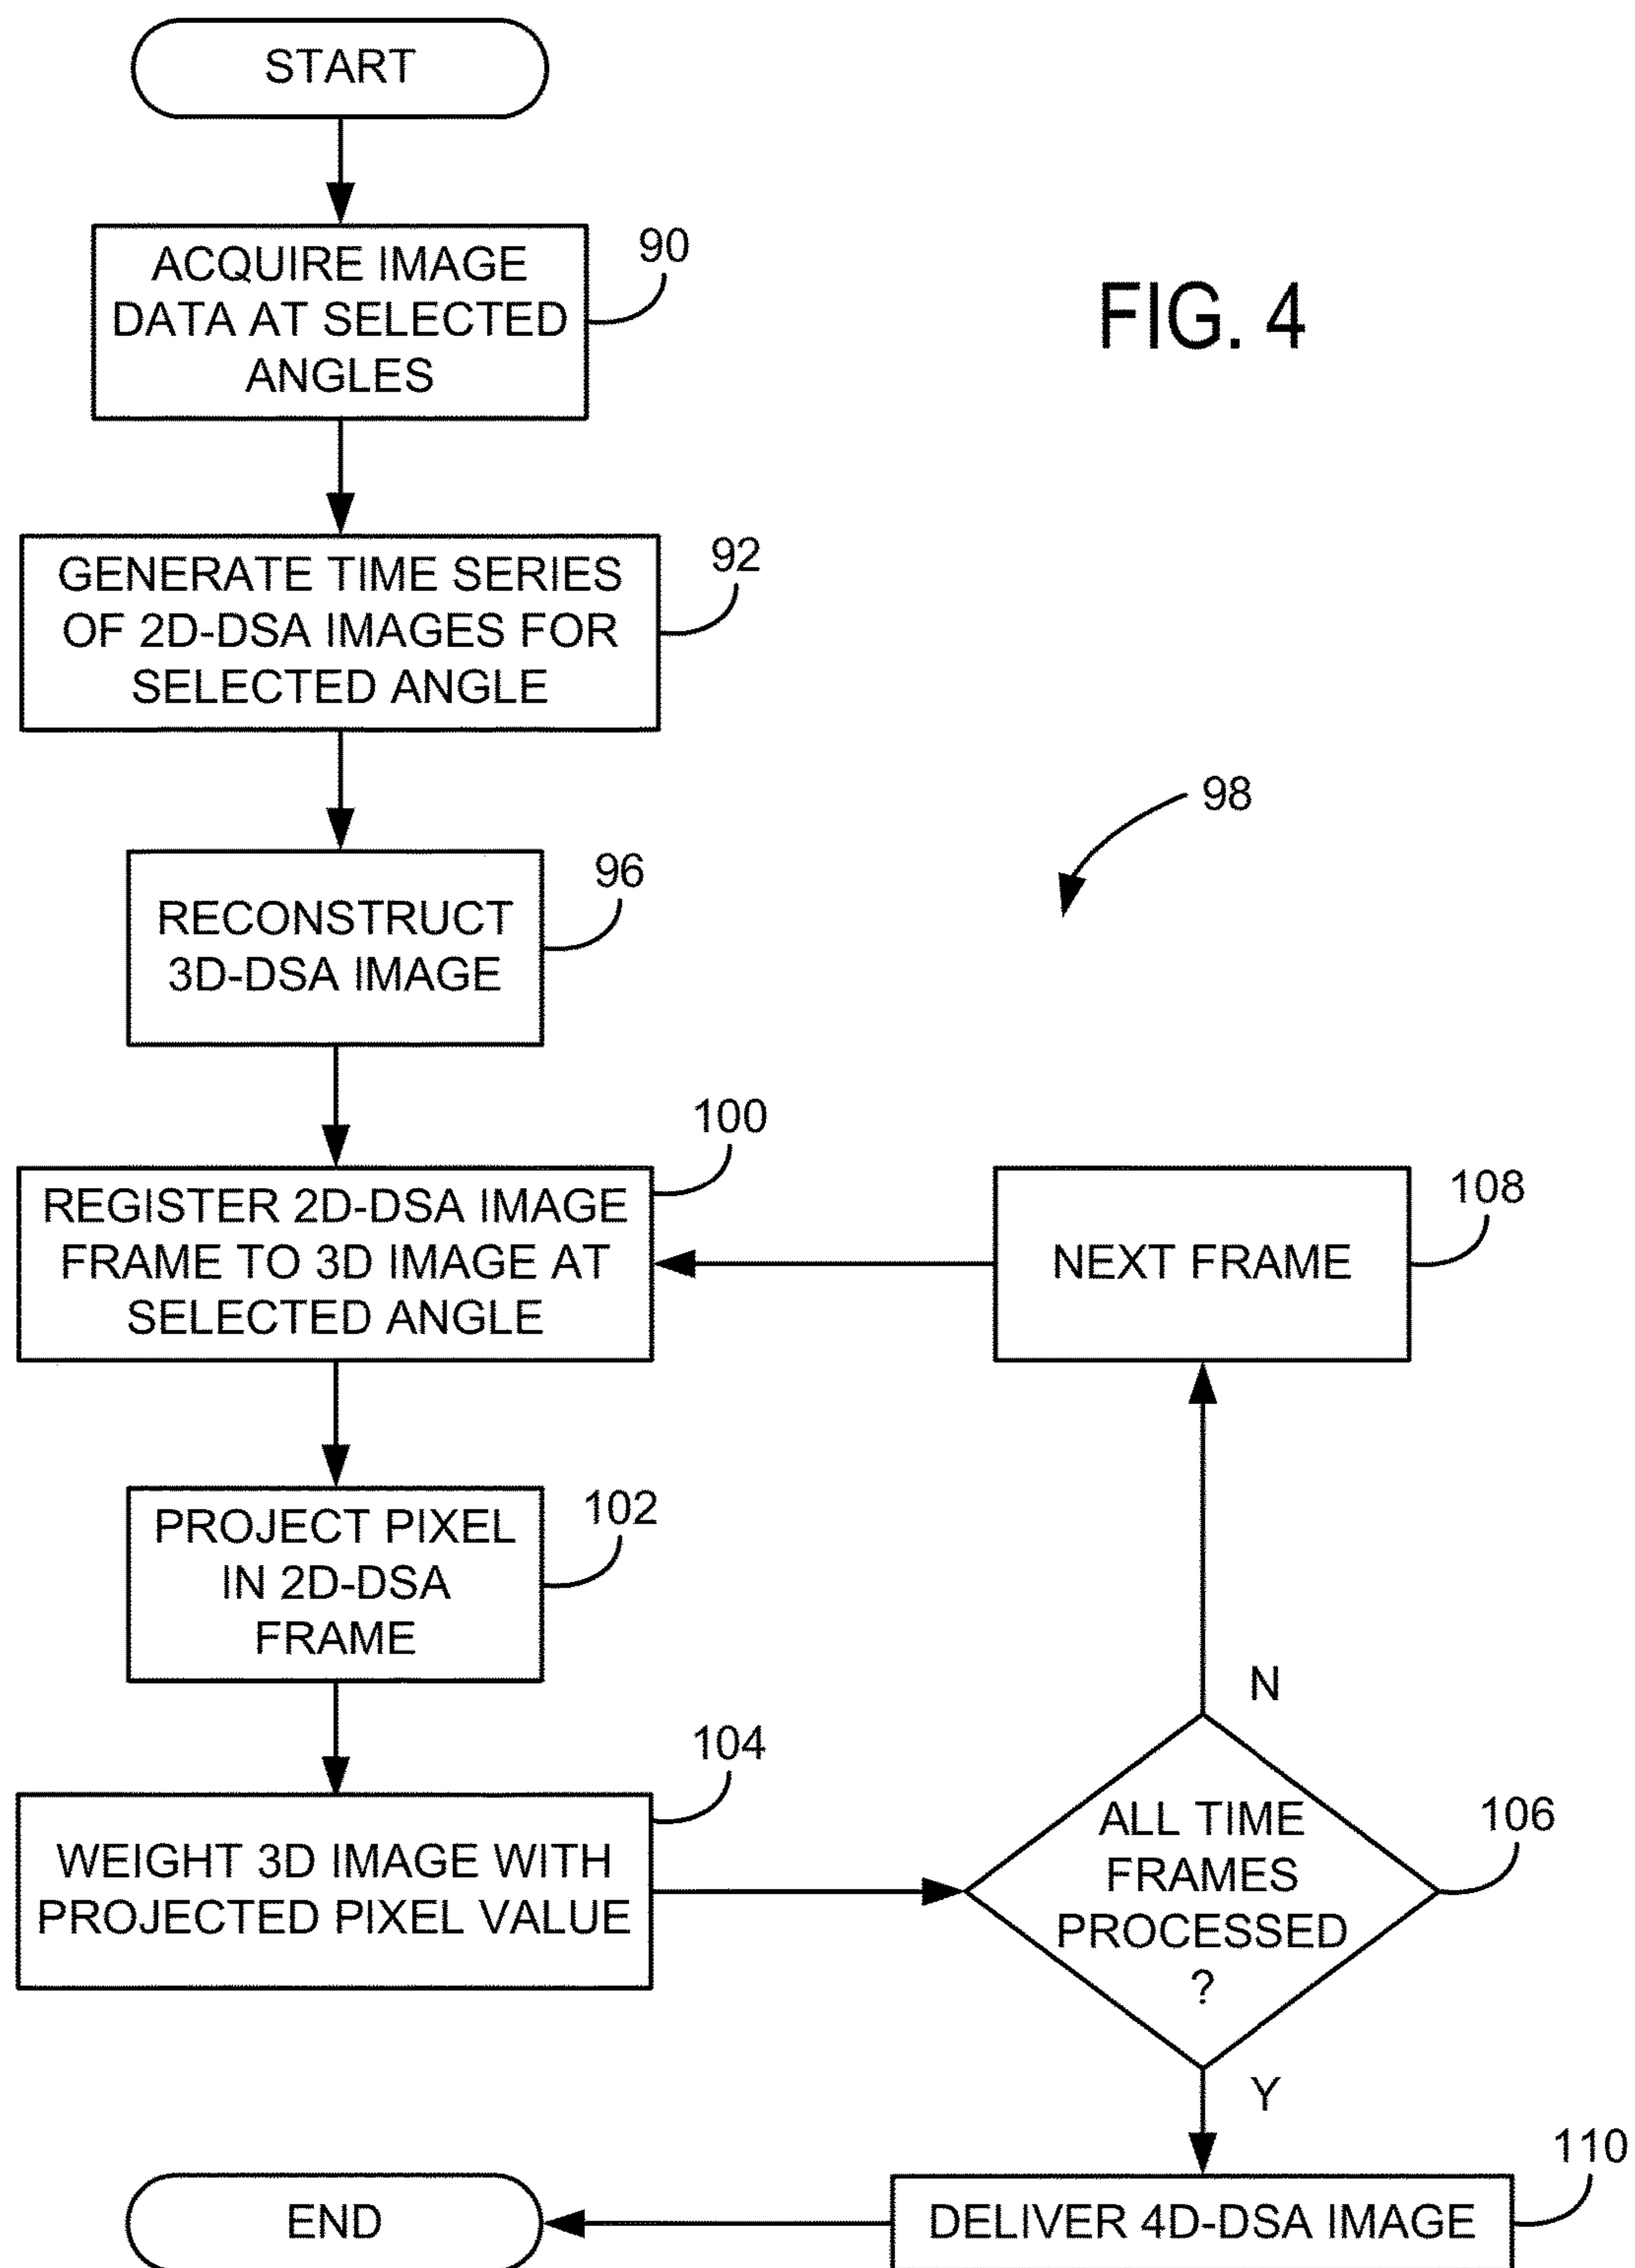 START
ACQUIRE IMAGE
DATA AT SELECTED
ANGLES
90
FIG. 4
GENERATE TIME SERIES
OF 2D-DSA IMAGES FOR
SELECTED ANGLE
92
98
RECONSTRUCT
3D-DSA IMAGE
96
REGISTER 2D-DSA IMAGE
FRAME TO 3D IMAGE AT
SELECTED ANGLE
100
NEXT FRAME
108
PROJECT PIXEL
IN 2D-DSA
FRAME
102
WEIGHT 3D IMAGE WITH
PROJECTED PIXEL VALUE
104
N
ALL TIME
FRAMES
PROCESSED
?
106
Y
DELIVER 4D-DSA IMAGE
110
END